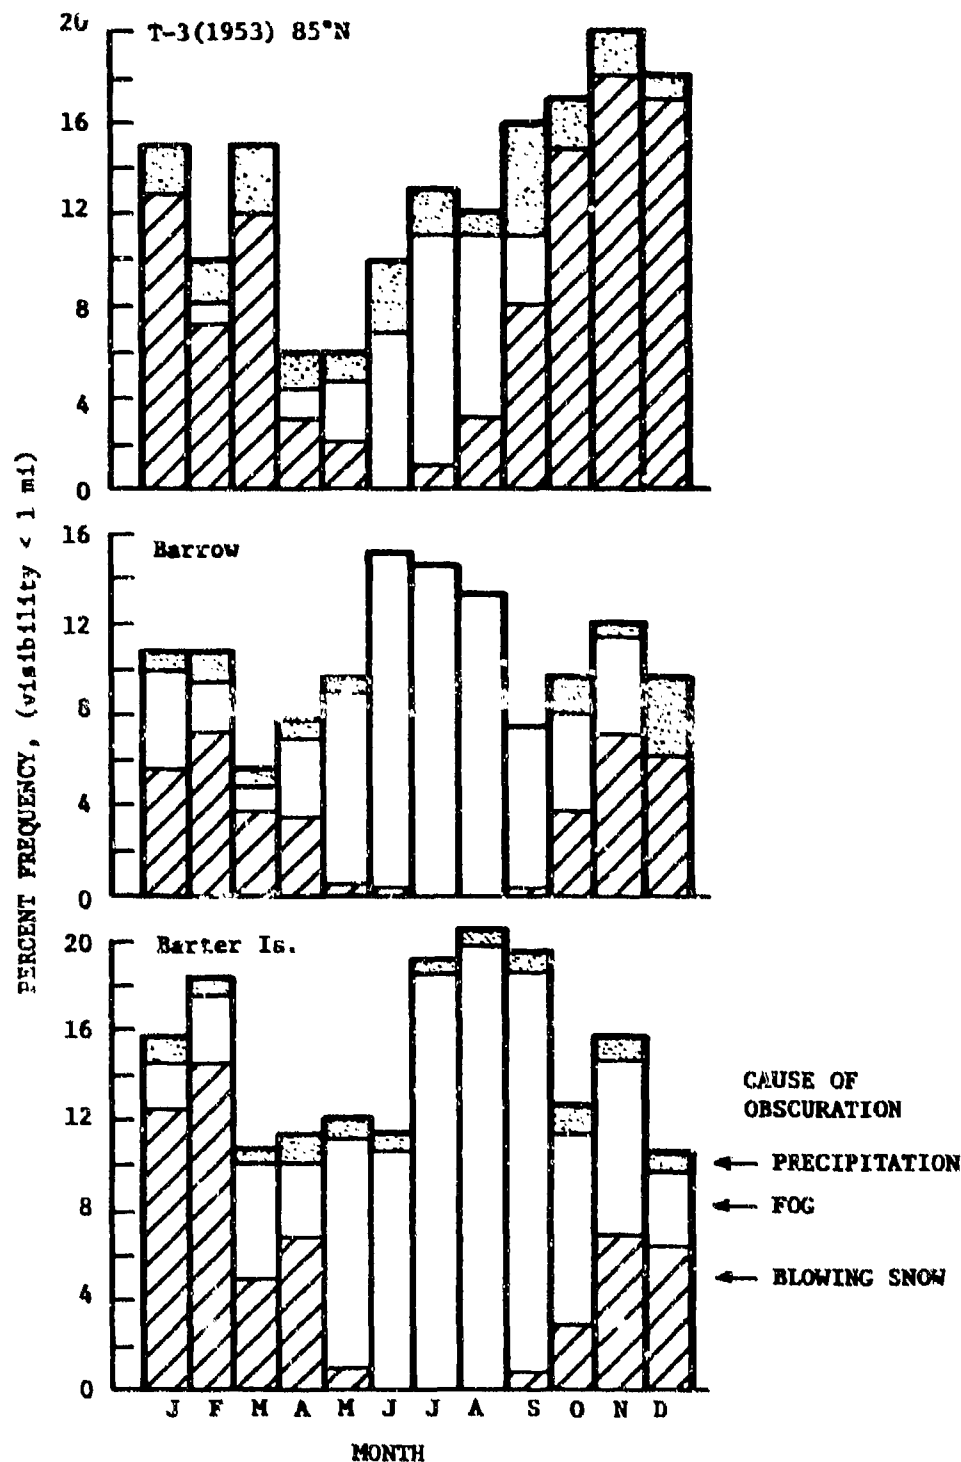 T-3(1953) 85°N
20
16
12
8
4
0
Barrow
16
12
8
4
0
Barter Is.
20
16
12
8
4
0
PERCENT FREQUENCY, (visibility < 1 mi)
CAUSE OF
OBSCURATION
PRECIPITATION
FOG
BLOWING SNOW
J F M A M J J A S O N D
MONTH